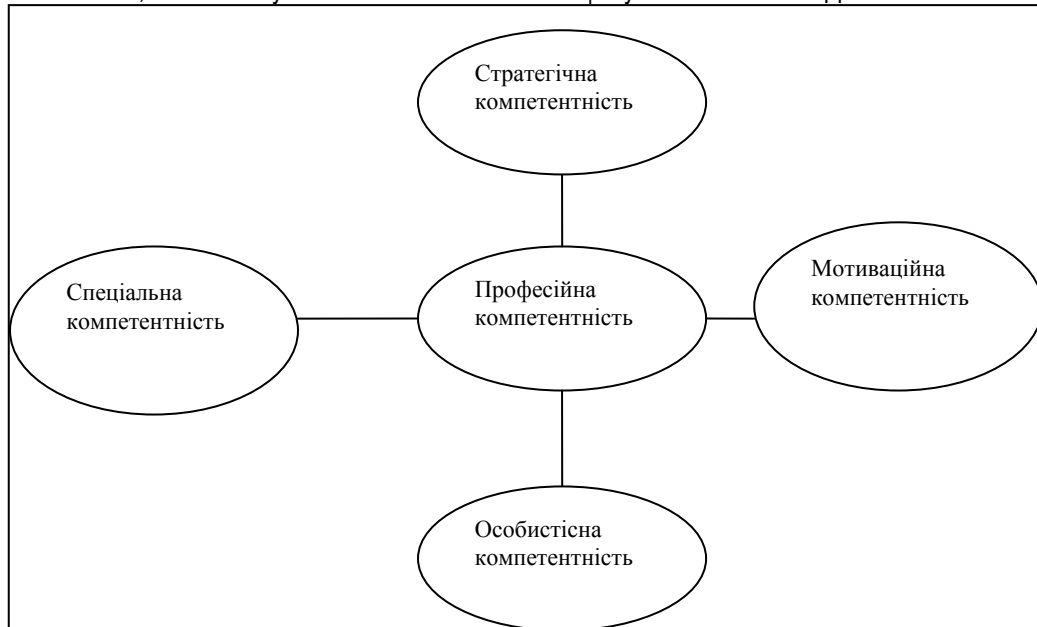 Стратегічна
компетентність
Спеціальна
компетентність
Професійна
компетентність
Мотиваційна
компетентність
Особистісна
компетентність